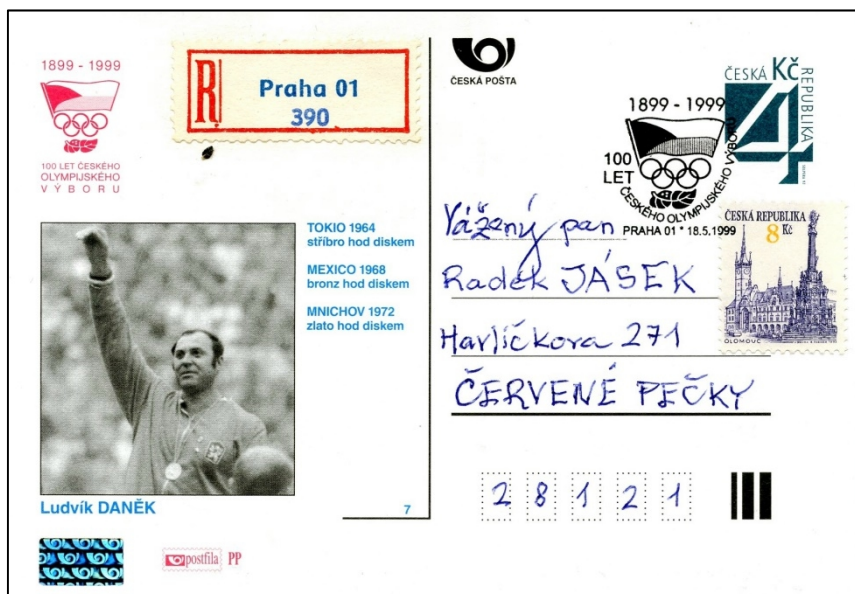 1899 - 1999
100 LET ČESKÉHO
OLYMPIJSKÉHO
VÝBORU
R
Praha 01
390
ČESKÁ POŠTA
ČESKÁ Kč
REPUBLIKA
4
1899 - 1999
100
LET
ČESKÉHO OLYMPIJSKÉHO VÝBORU
PRAHA 01 * 18.5.1999
ČESKÁ REPUBLIKA
8
Kč
OLOMOUC
TOKIO 1964
stříbro hod diskem
MEXICO 1968
bronz hod diskem
MNICHOV 1972
zlato hod diskem
Vážený pan
Radek JÁSEK
Havlíčkova 271
ČERVENÉ PEČKY
2 8 1 2 1
Ludvík DANĚK
7
postfila PP